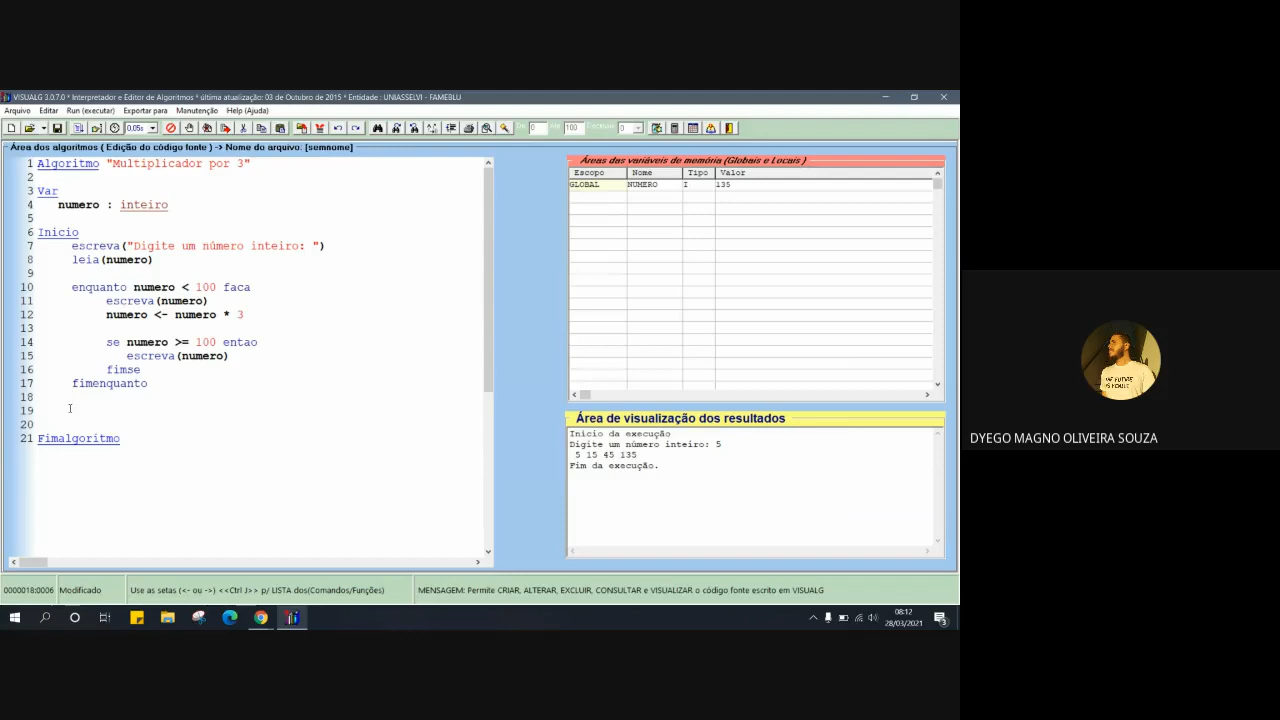 VISUALG 3.0.7.0 * Interpretador e Editor de Algoritmos * última atualização: 03 de Outubro de 2015 * Entidade : UNIASSELVI - FAMEBLU
Arquivo Editar Run (executar) Exportar para Manutenção Help (Ajuda)
0,05s 0 100 0
Área dos algoritmos ( Edição do código fonte ) -> Nome do arquivo: [semnome]
1 Algoritmo "Multiplicador por 3"
2
3 Var
4 numero : inteiro
5
6 Inicio
7 escreva("Digite um número inteiro: ")
8 leia(numero)
9
10 enquanto numero < 100 faca
11 escreva(numero)
12 numero <- numero * 3
13
14 se numero >= 100 entao
15 escreva(numero)
16 fimse
17 fimenquanto
18
19
20
21 Fimalgoritmo
Áreas das variáveis de memória (Globais e Locais )
Escopo Nome Tipo Valor
GLOBAL NUMERO I 135
Área de visualização dos resultados
Início da execução
Digite um número inteiro: 5
5 15 45 135
Fim da execução.
0000018:0006 Modificado Use as setas (<- ou ->) <<Ctrl J>> p/ LISTA dos(Comandos/Funções) MENSAGEM: Permite CRIAR, ALTERAR, EXCLUIR, CONSULTAR e VISUALIZAR o código fonte escrito em VISUALG
08:12
28/03/2021
3
DYEGO MAGNO OLIVEIRA SOUZA